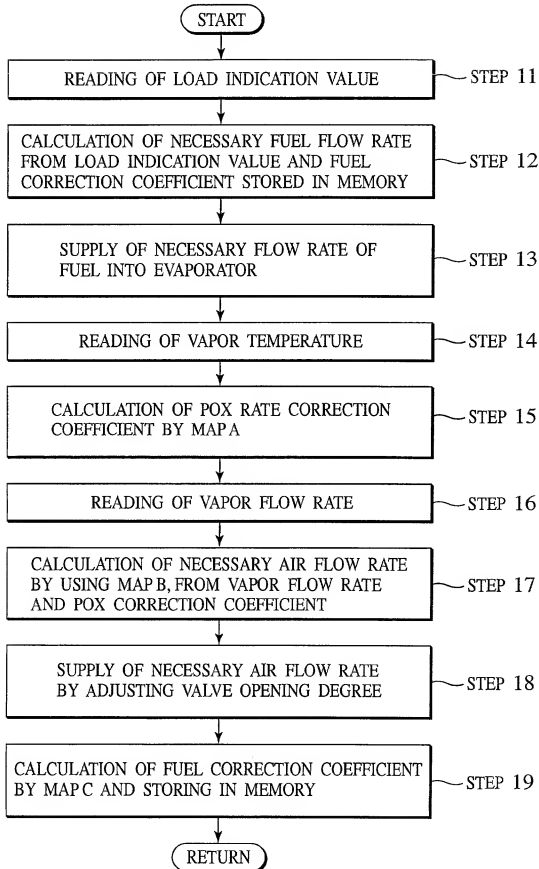 START
READING OF LOAD INDICATION VALUE
STEP 11
CALCULATION OF NECESSARY FUEL FLOW RATE
FROM LOAD INDICATION VALUE AND FUEL
CORRECTION COEFFICIENT STORED IN MEMORY
STEP 12
SUPPLY OF NECESSARY FLOW RATE OF
FUEL INTO EVAPORATOR
STEP 13
READING OF VAPOR TEMPERATURE
STEP 14
CALCULATION OF POX RATE CORRECTION
COEFFICIENT BY MAP A
STEP 15
READING OF VAPOR FLOW RATE
STEP 16
CALCULATION OF NECESSARY AIR FLOW RATE
BY USING MAP B, FROM VAPOR FLOW RATE
AND POX CORRECTION COEFFICIENT
STEP 17
SUPPLY OF NECESSARY AIR FLOW RATE
BY ADJUSTING VALVE OPENING DEGREE
STEP 18
CALCULATION OF FUEL CORRECTION COEFFICIENT
BY MAP C AND STORING IN MEMORY
STEP 19
RETURN